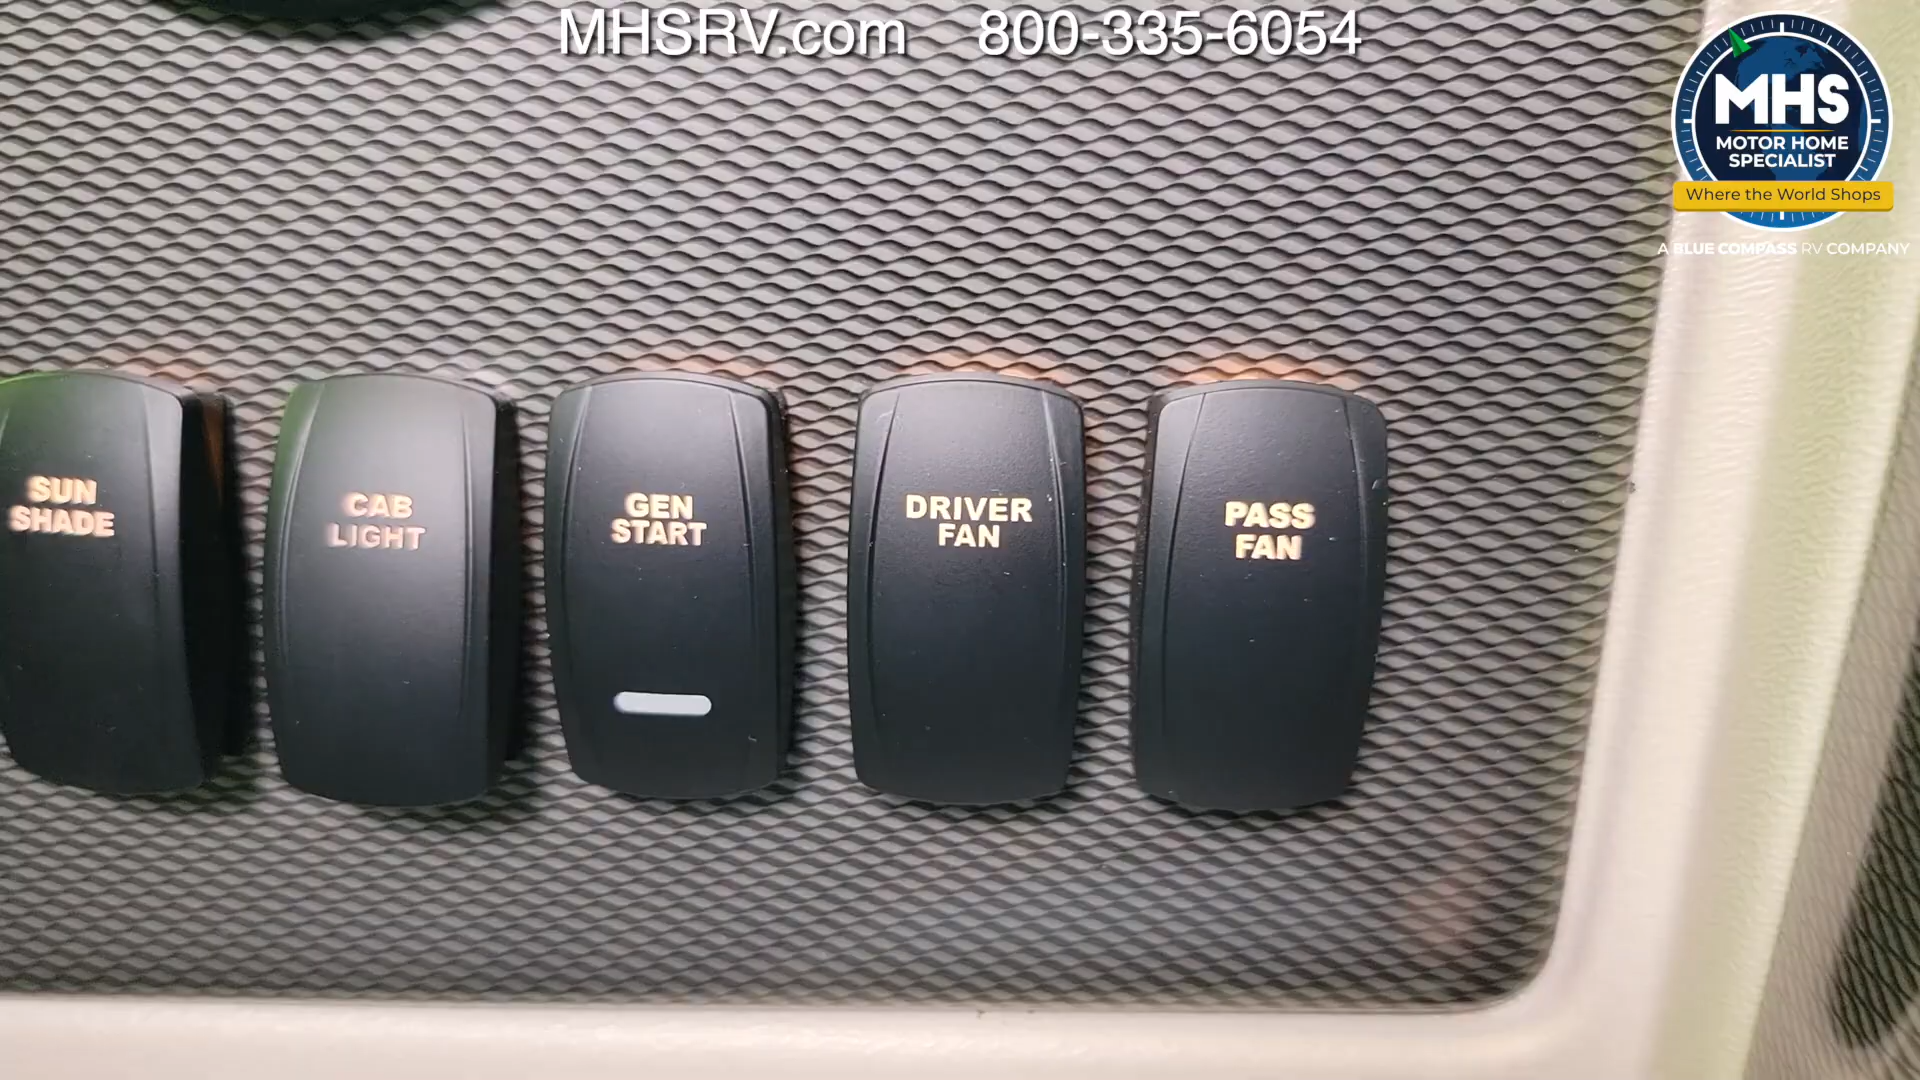 MHSRV.com 800-335-6054
MHS
MOTOR HOME
SPECIALIST
Where the World Shops
A BLUE COMPASS RV COMPANY
SUN
SHADE
CAB
LIGHT
GEN
START
DRIVER
FAN
PASS
FAN